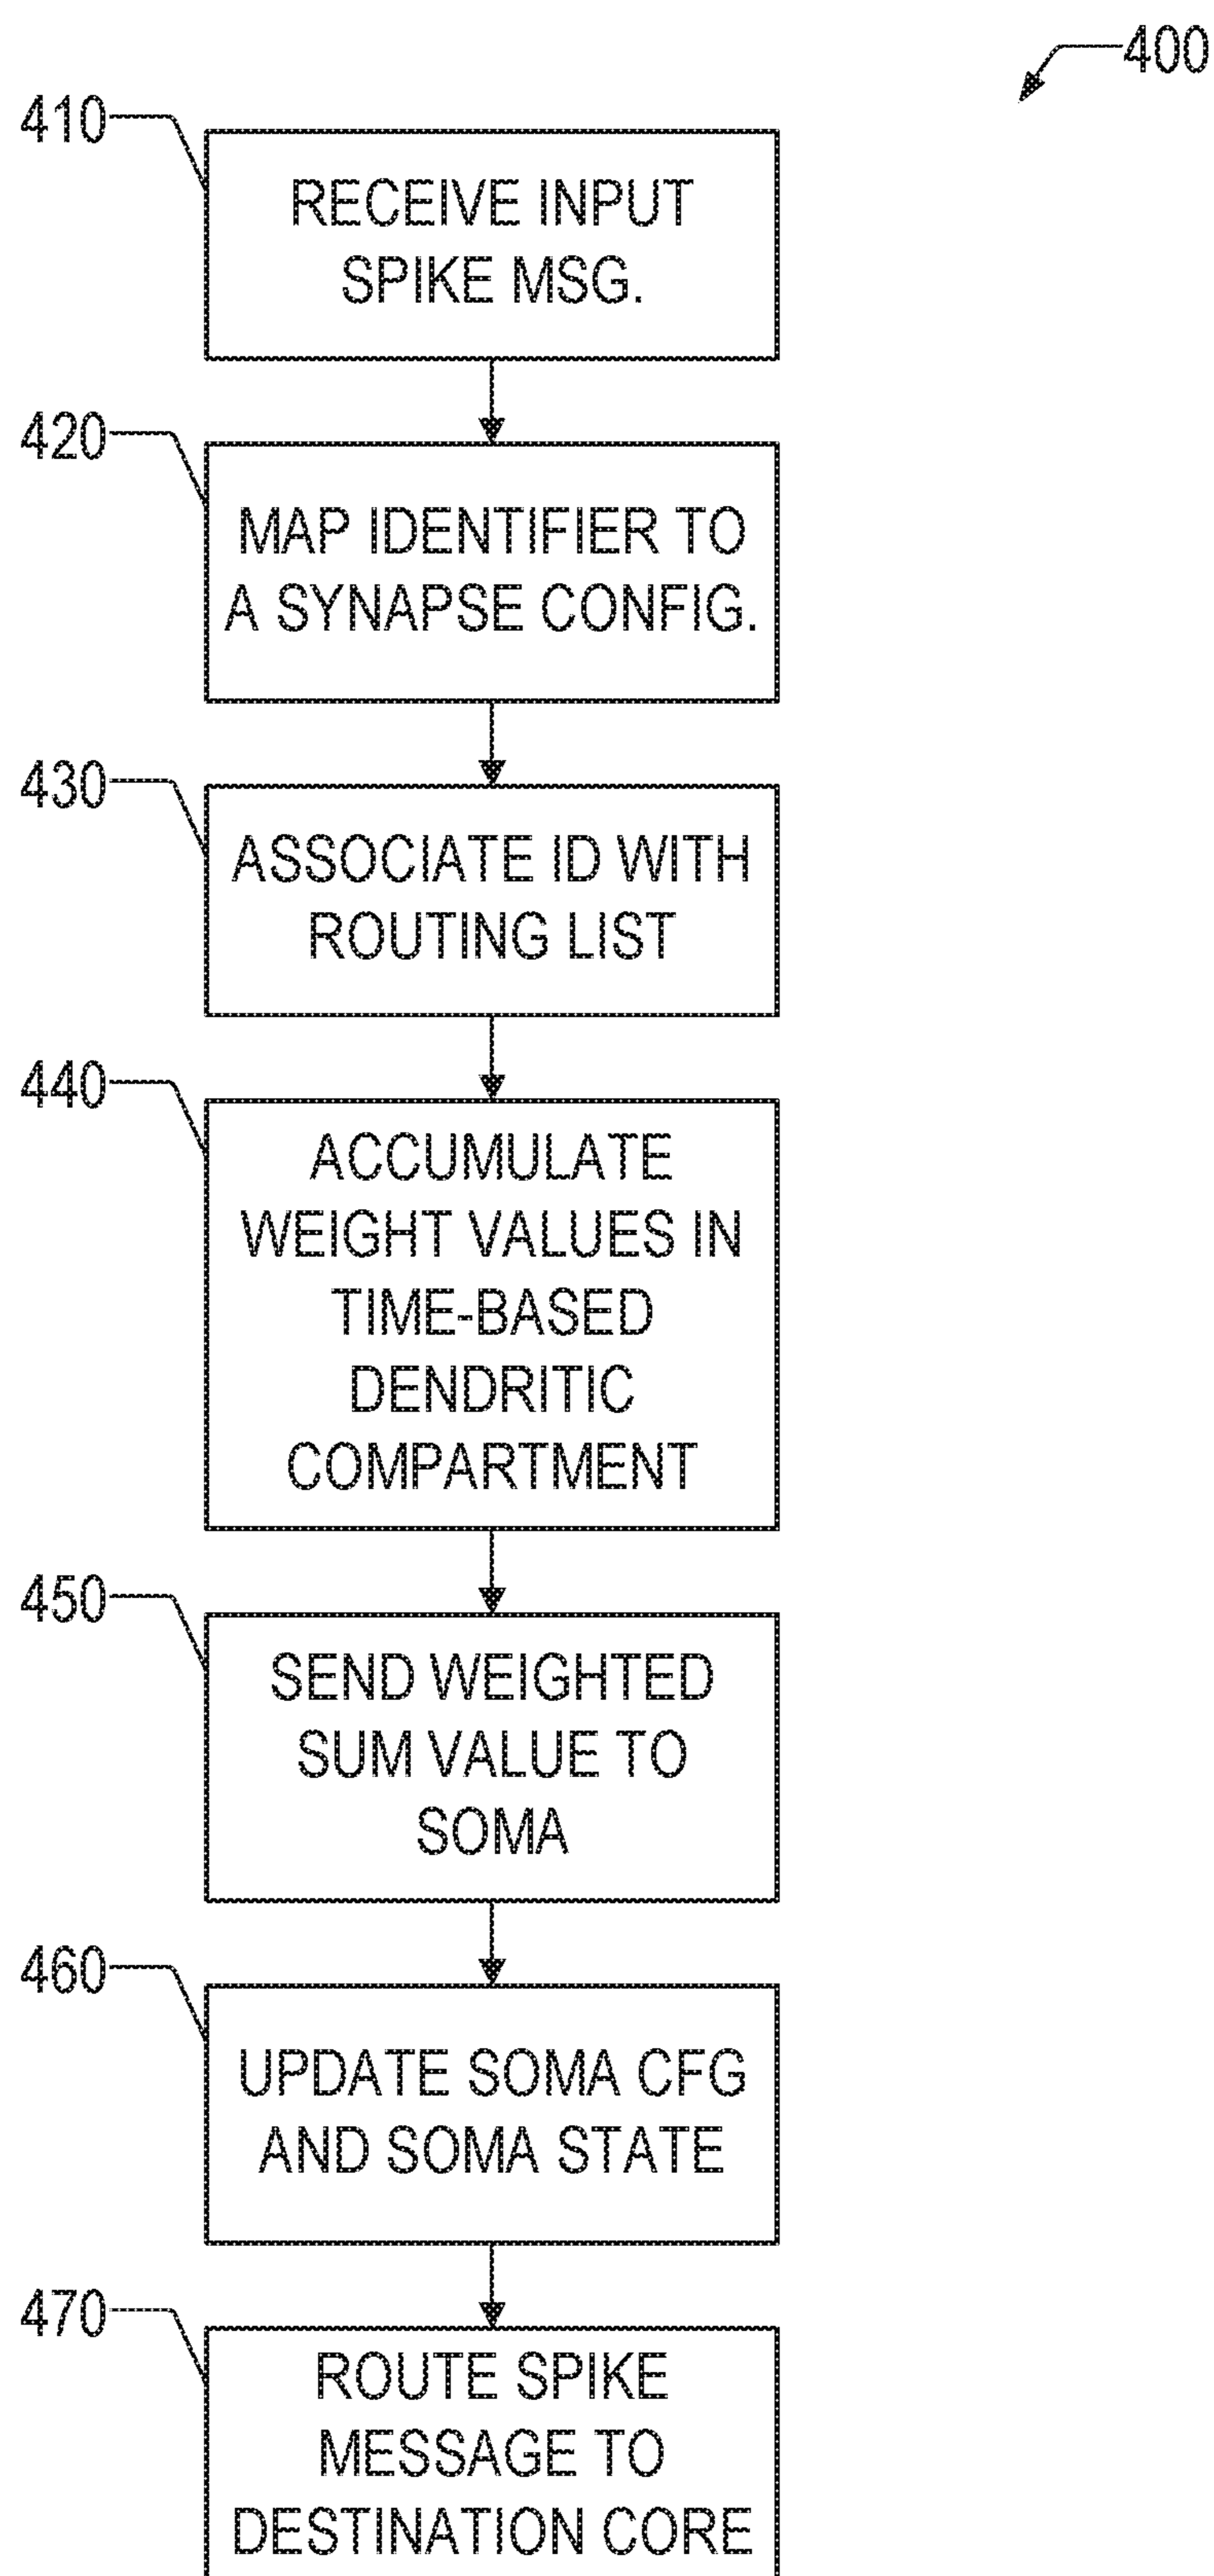 400
410
RECEIVE INPUT
SPIKE MSG.
420
MAP IDENTIFIER TO
A SYNAPSE CONFIG.
430
ASSOCIATE ID WITH
ROUTING LIST
440
ACCUMULATE
WEIGHT VALUES IN
TIME-BASED
DENDRITIC
COMPARTMENT
450
SEND WEIGHTED
SUM VALUE TO
SOMA
460
UPDATE SOMA CFG
AND SOMA STATE
470
ROUTE SPIKE
MESSAGE TO
DESTINATION CORE